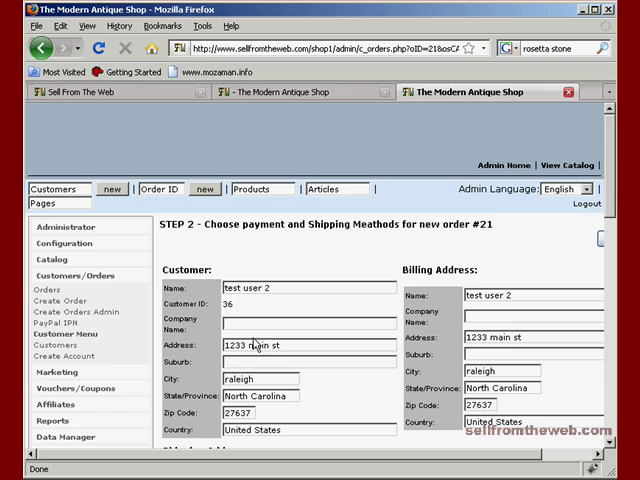 The Modern Antique Shop - Mozilla Firefox
File Edit View History Bookmarks Tools Help
http://www.sellfromtheweb.com/shop1/admin/c_orders.php?oID=21&osCA
rosetta stone
Most Visited Getting Started www.mozaman.info
Sell From The Web
- The Modern Antique Shop
The Modern Antique Shop
Admin Home | View Catalog |
Customers new | Order ID new | Products | Articles |
Admin Language: English
Pages
Logout
Administrator
Configuration
Catalog
Customers/Orders
Orders
Create Order
Create Orders Admin
PayPal IPN
Customer Menu
Customers
Create Account
Marketing
Vouchers/Coupons
Affiliates
Reports
Data Manager
STEP 2 - Choose payment and Shipping Meathods for new order #21
Customer:
Name: test user 2
Customer ID: 36
Company Name:
Address: 1233 main st
Suburb:
City: raleigh
State/Province: North Carolina
Zip Code: 27637
Country: United States
Billing Address:
Name: test user 2
Company Name:
Address: 1233 main st
Suburb:
City: raleigh
State/Province: North Carolina
Zip Code: 27637
Country: United States
sellfromtheweb.com
Done